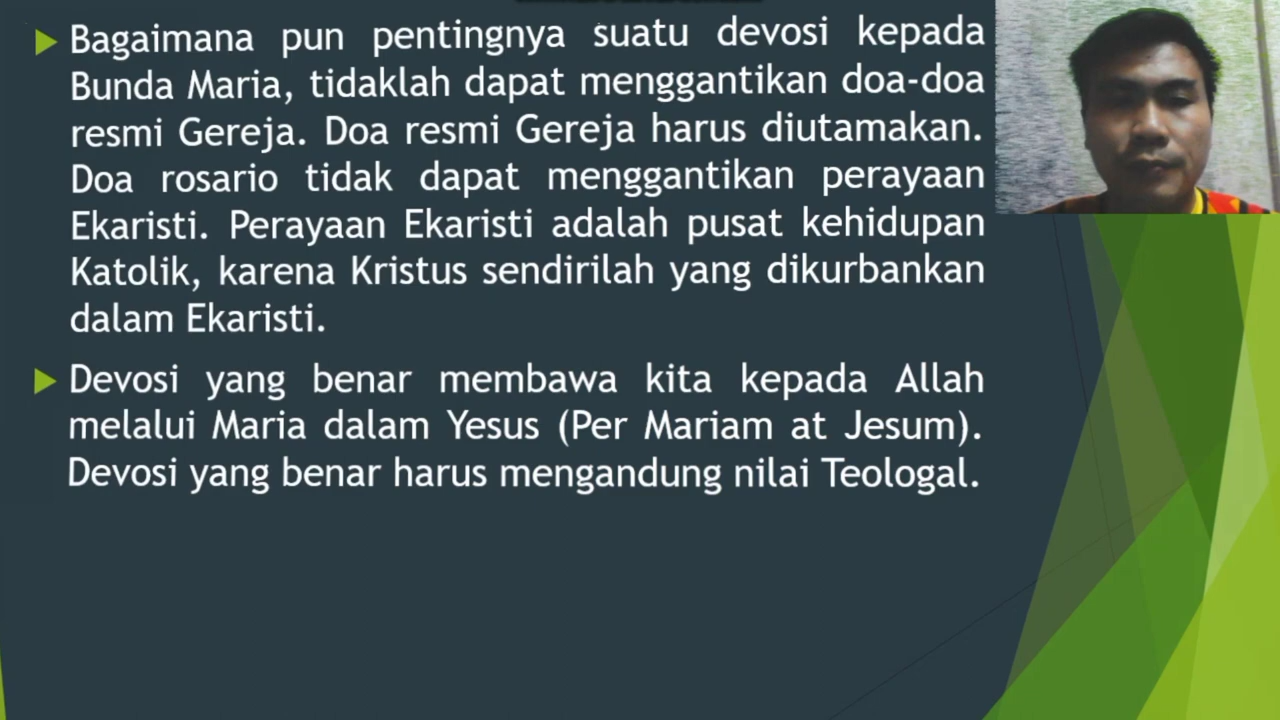 Bagaimana pun pentingnya suatu devosi kepada
Bunda Maria, tidaklah dapat menggantikan doa-doa
resmi Gereja. Doa resmi Gereja harus diutamakan.
Doa rosario tidak dapat menggantikan perayaan
Ekaristi. Perayaan Ekaristi adalah pusat kehidupan
Katolik, karena Kristus sendirilah yang dikurbankan
dalam Ekaristi.
Devosi yang benar membawa kita kepada Allah
melalui Maria dalam Yesus (Per Mariam at Jesum).
Devosi yang benar harus mengandung nilai Teologal.